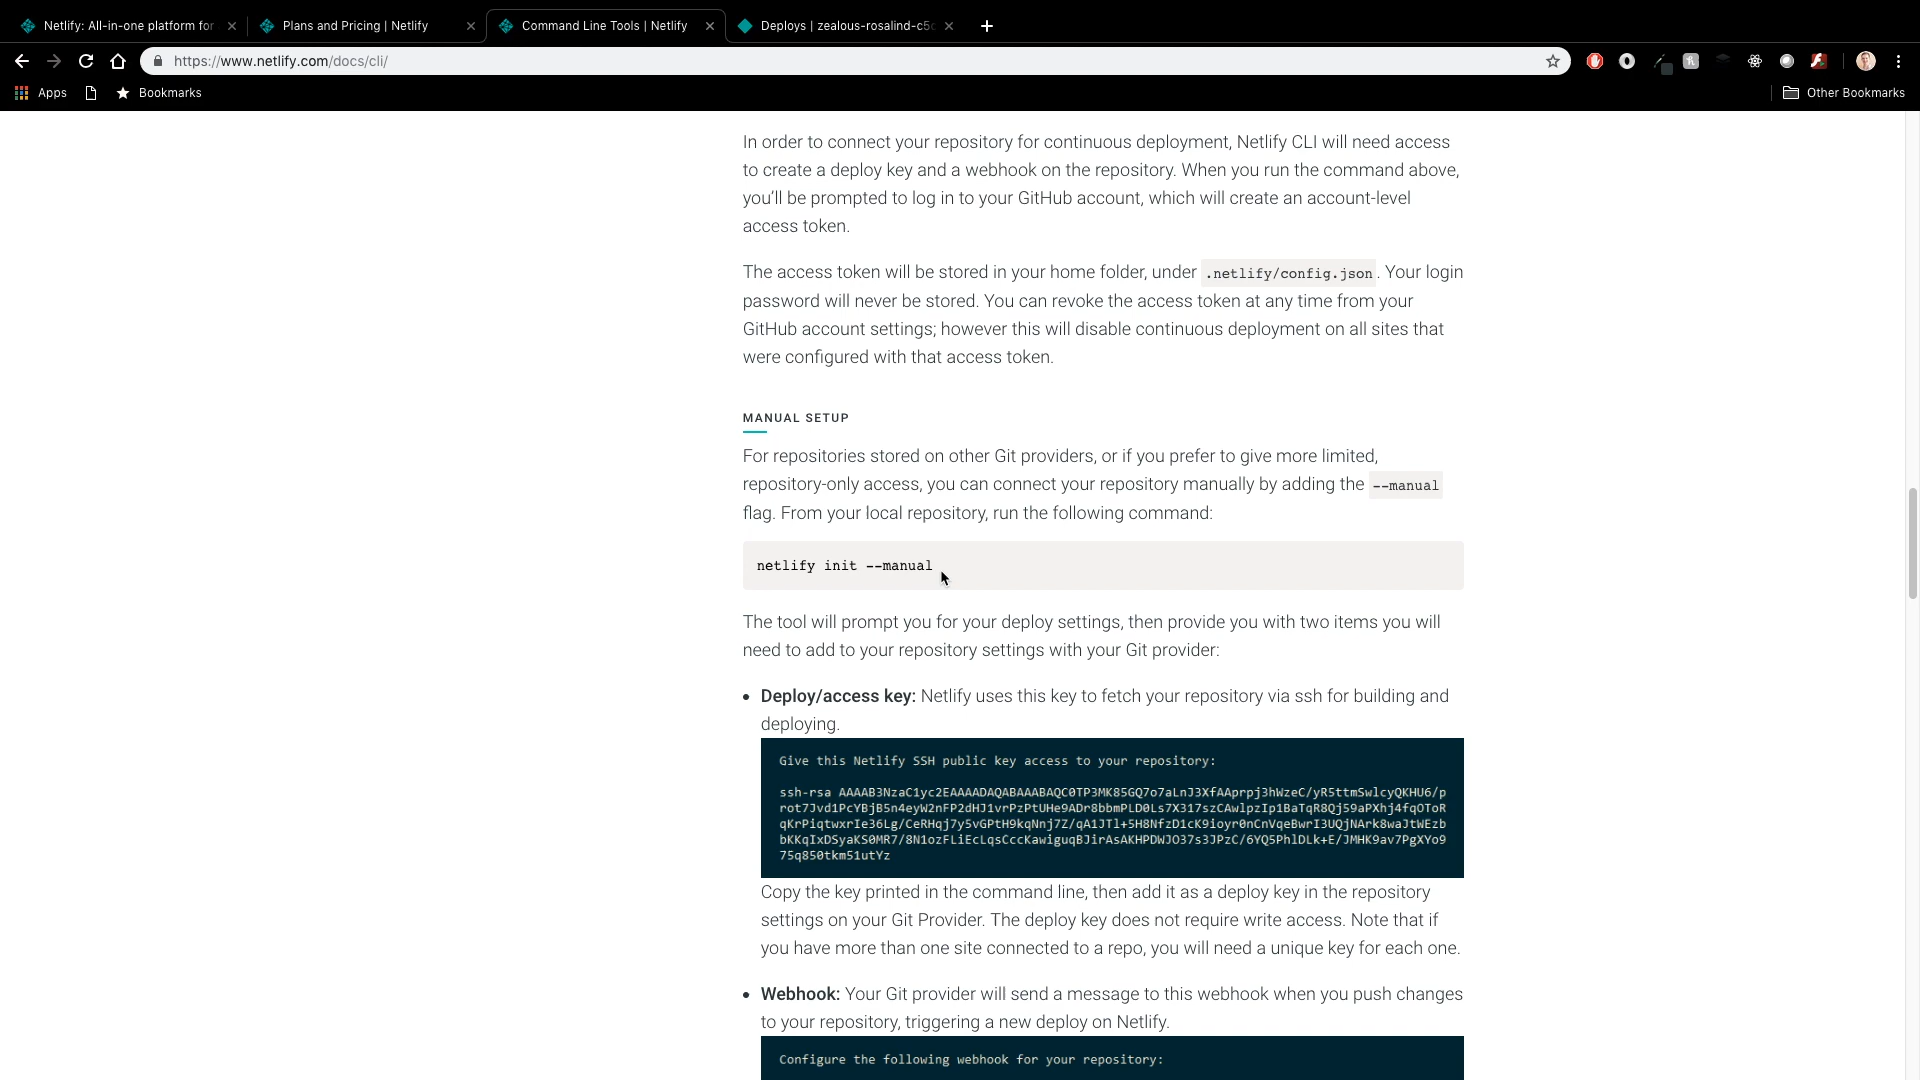 Netlify: All-in-one platform for
Plans and Pricing | Netlify
Command Line Tools | Netlify
Deploys | zealous-rosalind-c5c
https://www.netlify.com/docs/cli/
Apps
Bookmarks
Other Bookmarks
In order to connect your repository for continuous deployment, Netlify CLI will need access
to create a deploy key and a webhook on the repository. When you run the command above,
you’ll be prompted to log in to your GitHub account, which will create an account-level
access token.
The access token will be stored in your home folder, under .netlify/config.json. Your login
password will never be stored. You can revoke the access token at any time from your
GitHub account settings; however this will disable continuous deployment on all sites that
were configured with that access token.
MANUAL SETUP
For repositories stored on other Git providers, or if you prefer to give more limited,
repository-only access, you can connect your repository manually by adding the --manual
flag. From your local repository, run the following command:
netlify init --manual
The tool will prompt you for your deploy settings, then provide you with two items you will
need to add to your repository settings with your Git provider:
• Deploy/access key: Netlify uses this key to fetch your repository via ssh for building and
deploying.
Give this Netlify SSH public key access to your repository:
ssh-rsa AAAAB3NzaC1yc2EAAAADAQABAAABAQC0TP3MK85GQ7o7aLnJ3XfAAprpj3hWzeC/yR5ttmSwlcyQKHU6/p
rot7Jvd1PcYBjB5n4eyW2nFP2dHJ1vrPzPtUHe9ADr8bbmPLD0Ls7X317szCAwlpzIp1BaTqR8Qj59aPXhj4fqOToR
qKrPiqtwxrIe36Lg/CeRHqj7y5vGPtH9kqNnj7Z/qA1JTl+5H8NfzD1cK9ioyr0nCnVqeBwrI3UQjNArk8waJtWEzb
bKKqIxDSyaKS0MR7/8N1ozFLiEcLqsCccKawiguqBJirAsAKHPDWJO37s3JPzC/6YQ5PhlDLk+E/JMHK9av7PgXYo9
75q850tkm51utYz
Copy the key printed in the command line, then add it as a deploy key in the repository
settings on your Git Provider. The deploy key does not require write access. Note that if
you have more than one site connected to a repo, you will need a unique key for each one.
• Webhook: Your Git provider will send a message to this webhook when you push changes
to your repository, triggering a new deploy on Netlify.
Configure the following webhook for your repository: